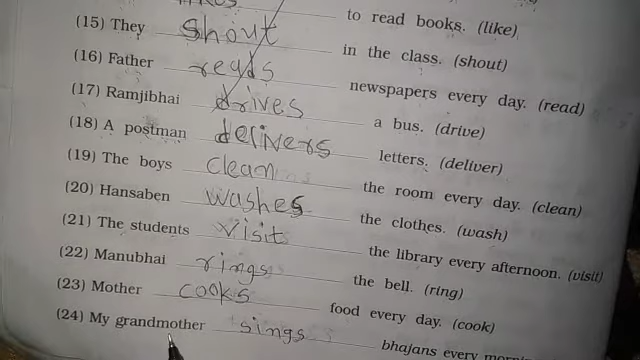 to read books. (like)
(15) They shout in the class. (shout)
(16) Father reads newspapers every day. (read)
(17) Ramjibhai drives a bus. (drive)
(18) A postman delivers letters. (deliver)
(19) The boys clean the room every day. (clean)
(20) Hansaben washes the clothes. (wash)
(21) The students visit the library every afternoon. (visit)
(22) Manubhai rings the bell. (ring)
(23) Mother cooks food every day. (cook)
(24) My grandmother sings bhajans every